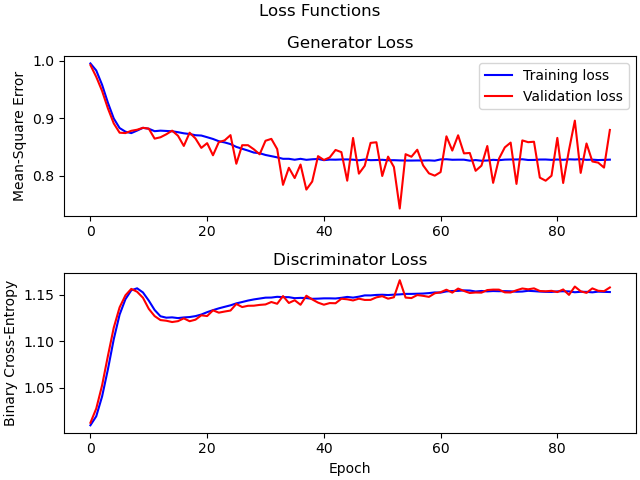 Loss Functions
Generator Loss
Mean-Square Error
1.0
0.9
0.8
Training loss
Validation loss
0 20 40 60 80
Discriminator Loss
Binary Cross-Entropy
1.15
1.10
1.05
0 20 40 60 80
Epoch